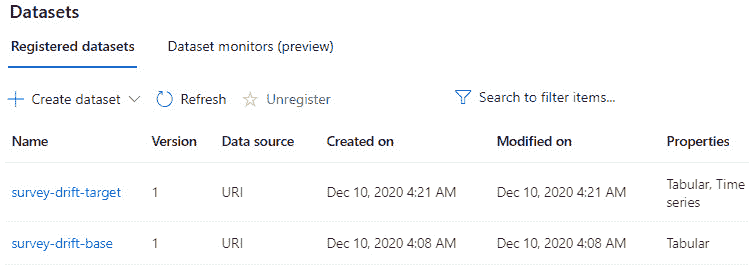 Datasets
Registered datasets Dataset monitors (preview)
Create dataset Refresh Unregister Search to filter items...
Name Version Data source Created on Modified on Properties
survey-drift-target 1 URI Dec 10, 2020 4:21 AM Dec 10, 2020 4:21 AM Tabular, Time
series
survey-drift-base 1 URI Dec 10, 2020 4:08 AM Dec 10, 2020 4:08 AM Tabular